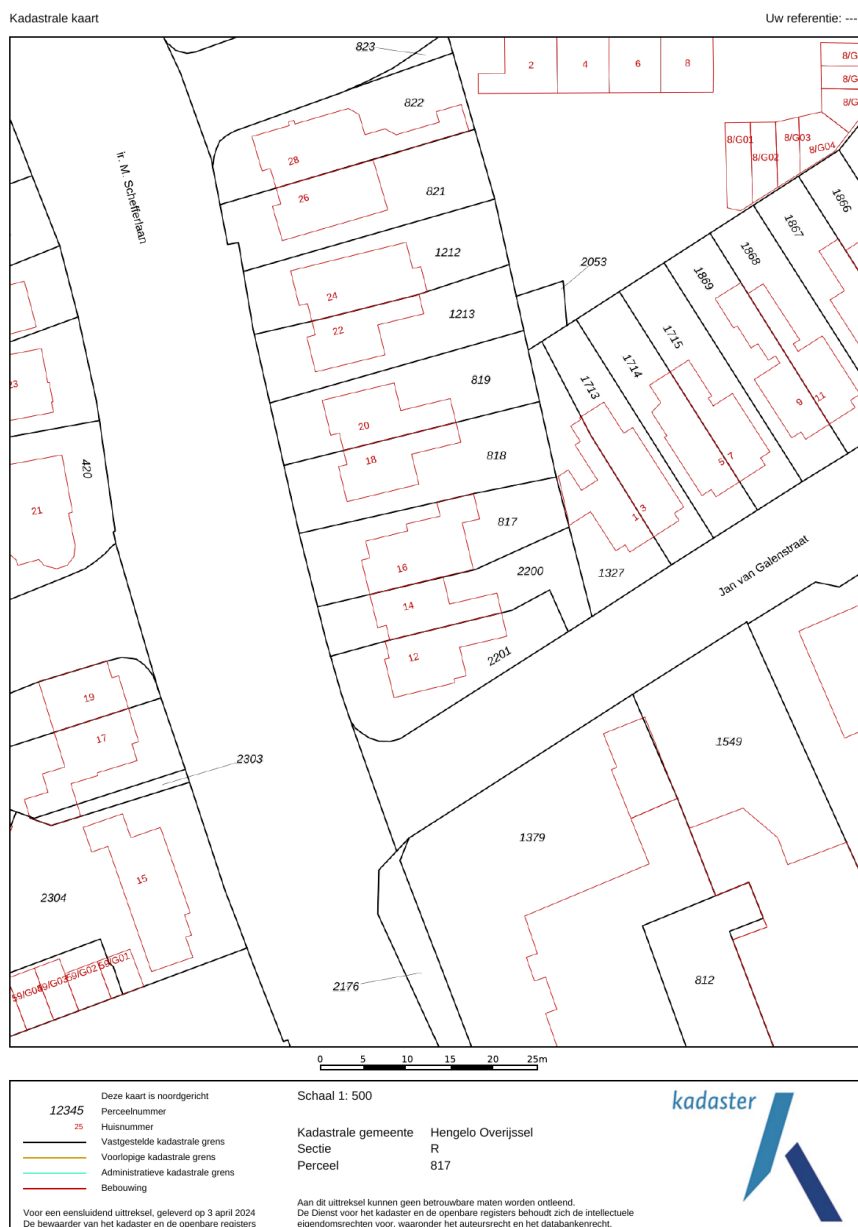 Kadastrale kaart
Uw referentie: ---
823
822
2
4
6
8
8/G
8/G
8/G
8/G01
8/G02
8/G03
8/G04
ir. M. Schefferlaan
28
26
821
1866
1867
1868
1869
1212
2053
24
22
1213
1715
1714
1713
819
23
20
18
818
9
11
420
21
5
7
1
3
817
16
2200
1327
Jan van Galenstraat
14
12
2201
19
17
2303
1549
1379
15
2304
59/G03
59/G02
59/G01
2176
812
0 5 10 15 20 25m
Deze kaart is noordgericht
12345 Perceelnummer
25 Huisnummer
Vastgestelde kadastrale grens
Voorlopige kadastrale grens
Administratieve kadastrale grens
Bebouwing
Voor een eensluidend uittreksel, geleverd op 3 april 2024
De bewaarder van het kadaster en de openbare registers
Schaal 1: 500
Kadastrale gemeente Hengelo Overijssel
Sectie R
Perceel 817
Aan dit uittreksel kunnen geen betrouwbare maten worden ontleend.
De Dienst voor het kadaster en de openbare registers behoudt zich de intellectuele
eigendomsrechten voor, waaronder het auteursrecht en het databankenrecht.
kadaster